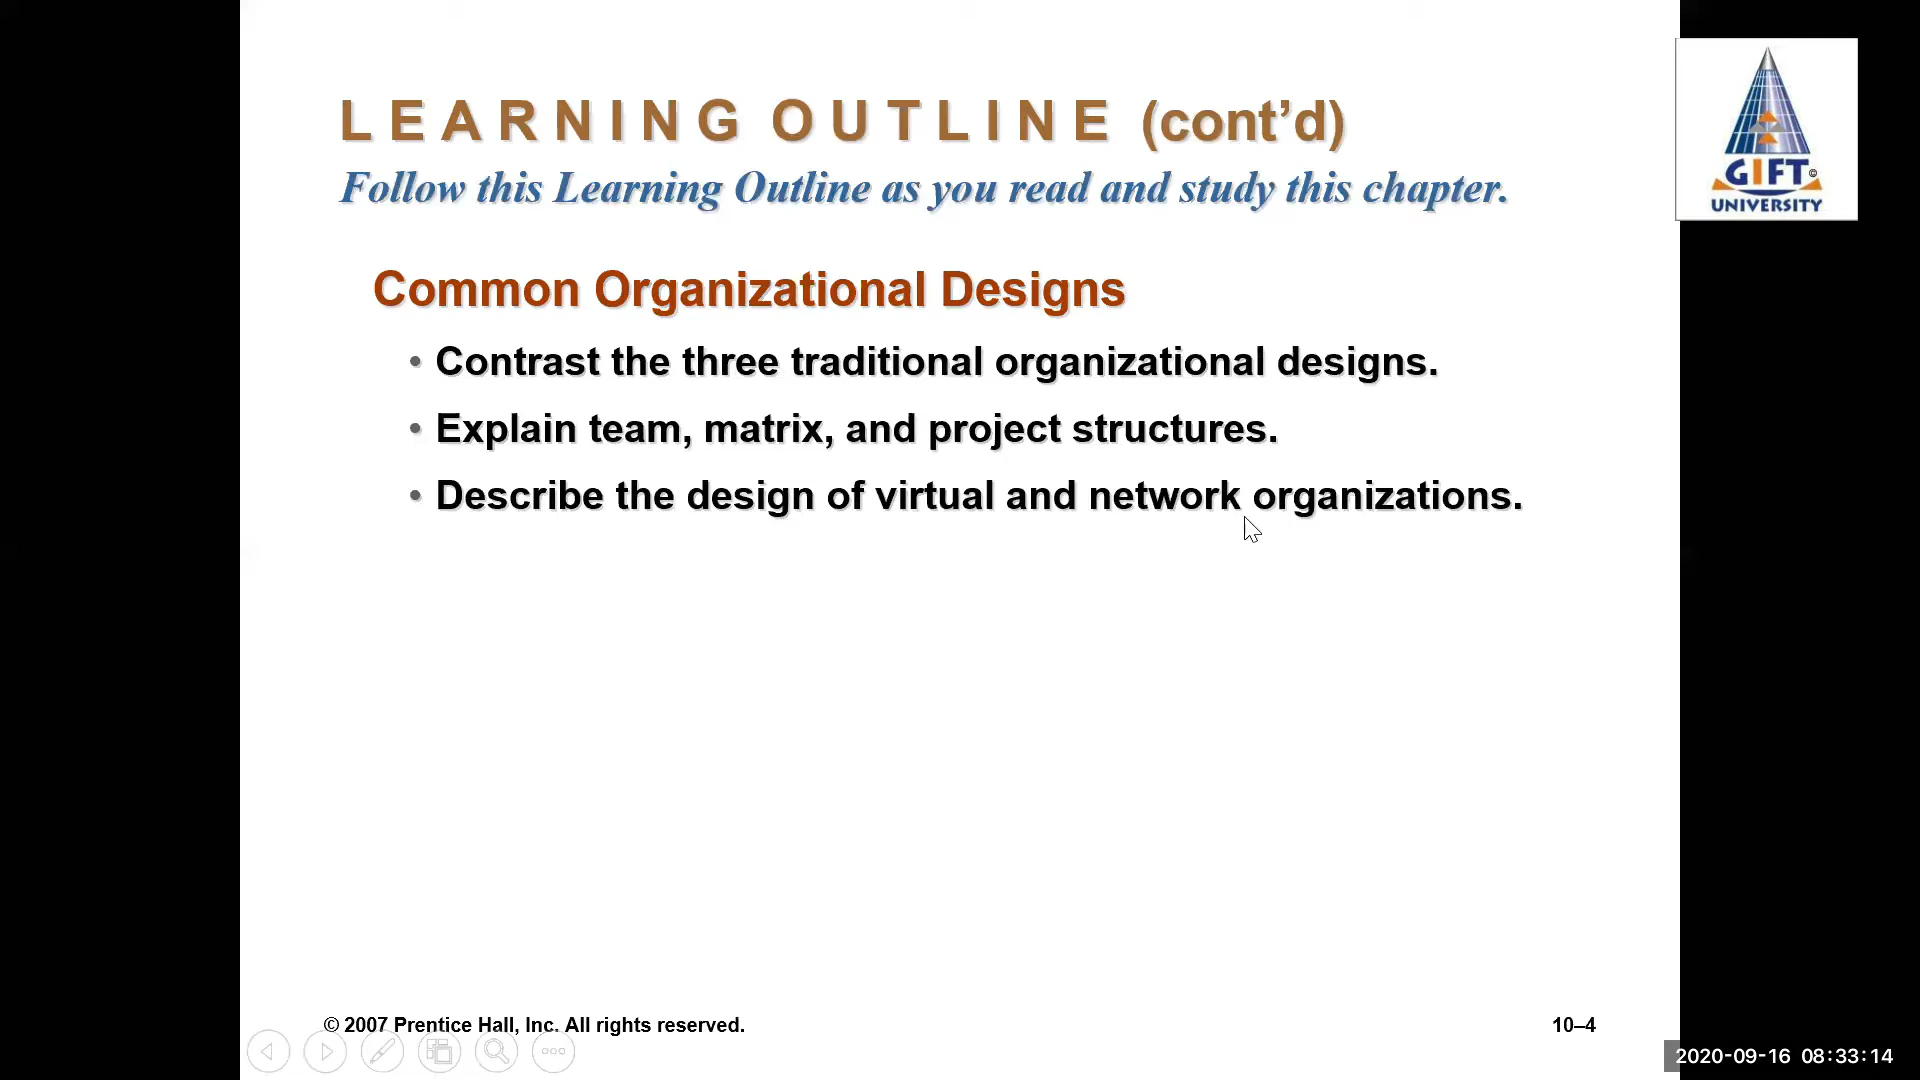 L E A R N I N G  O U T L I N E  (cont’d)
Follow this Learning Outline as you read and study this chapter.
GIFT©
UNIVERSITY
Common Organizational Designs
• Contrast the three traditional organizational designs.
• Explain team, matrix, and project structures.
• Describe the design of virtual and network organizations.
© 2007 Prentice Hall, Inc. All rights reserved.
10–4
2020-09-16 08:33:14